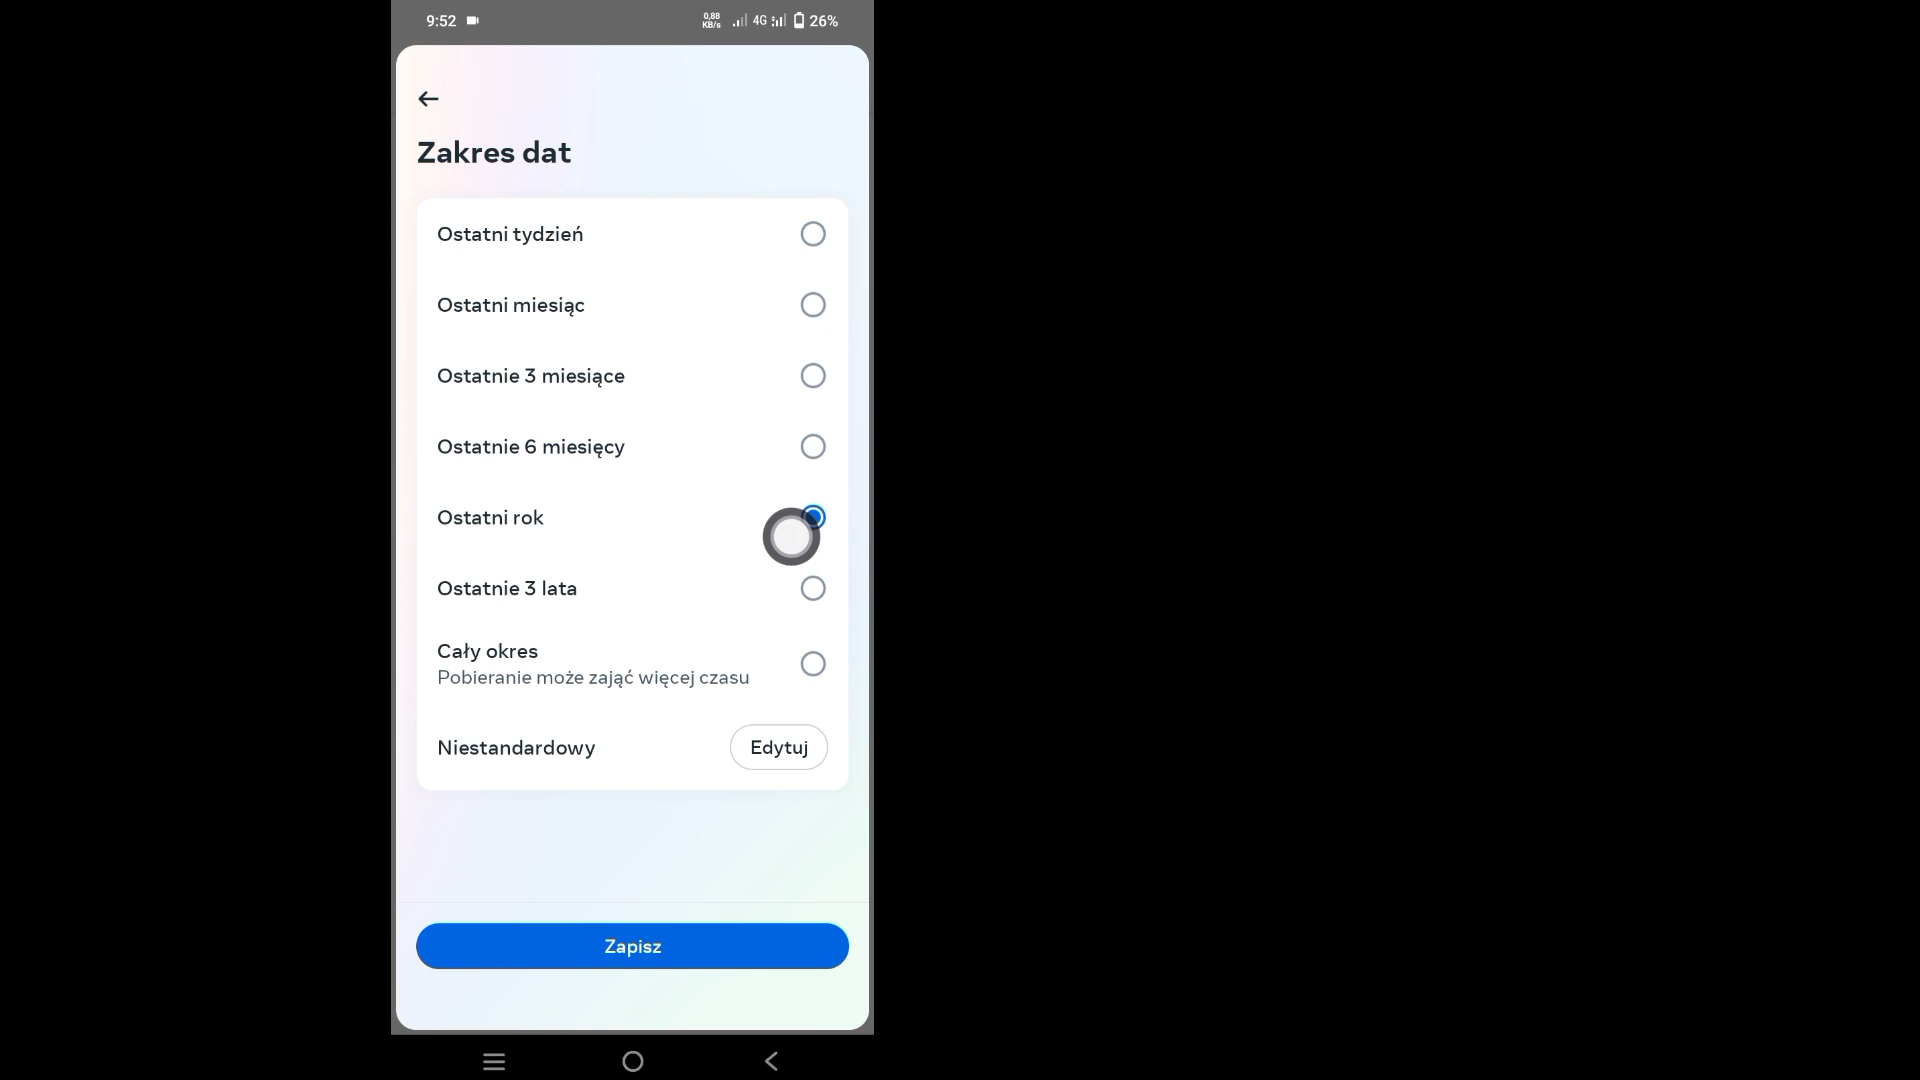 9:52
0,88 KB/s
4G
26%
Zakres dat
Ostatni tydzień
Ostatni miesiąc
Ostatnie 3 miesiące
Ostatnie 6 miesięcy
Ostatni rok
Ostatnie 3 lata
Cały okres
Pobieranie może zająć więcej czasu
Niestandardowy
Edytuj
Zapisz